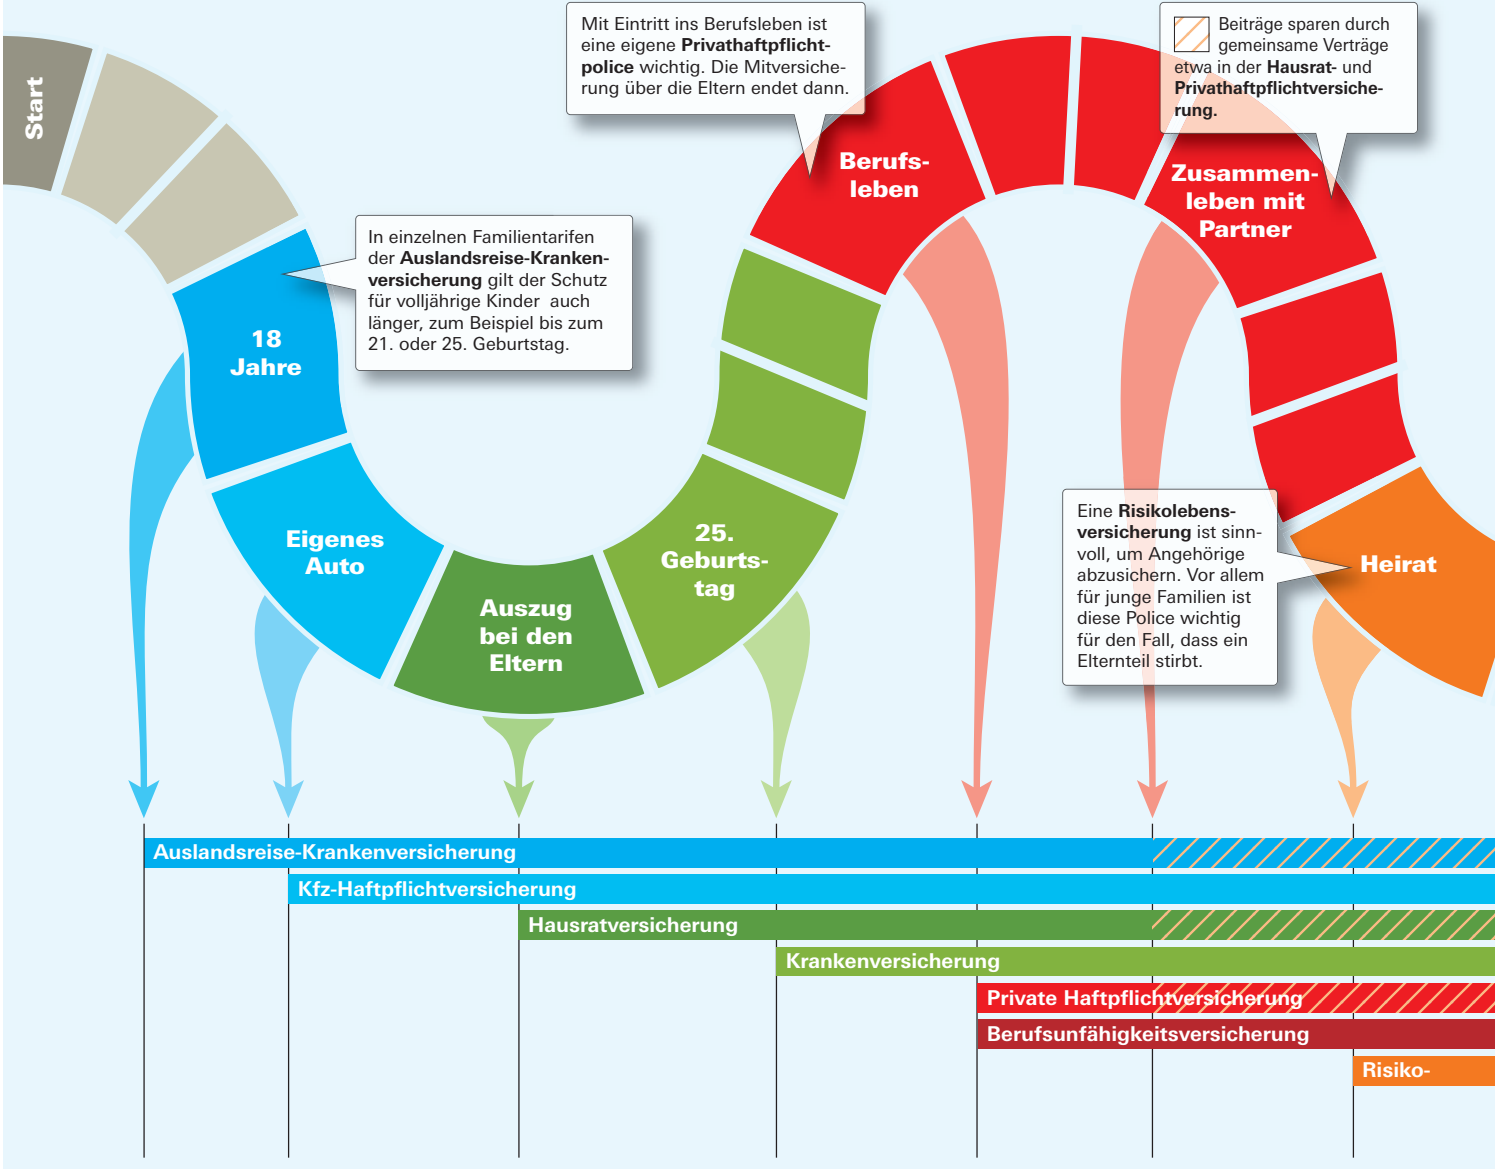 Start
Mit Eintritt ins Berufsleben ist
eine eigene Privathaftpflicht-
police wichtig. Die Mitversiche-
rung über die Eltern endet dann.
Beiträge sparen durch
gemeinsame Verträge
etwa in der Hausrat- und
Privathaftpflichtversiche-
rung.
Berufs-
leben
Zusammen-
leben mit
Partner
In einzelnen Familientarifen
der Auslandsreise-Kranken-
versicherung gilt der Schutz
für volljährige Kinder auch
länger, zum Beispiel bis zum
21. oder 25. Geburtstag.
18
Jahre
Eigenes
Auto
Auszug
bei den
Eltern
25.
Geburts-
tag
Eine Risikolebens-
versicherung ist sinn-
voll, um Angehörige
abzusichern. Vor allem
für junge Familien ist
diese Police wichtig
für den Fall, dass ein
Elternteil stirbt.
Heirat
Auslandsreise-Krankenversicherung
Kfz-Haftpflichtversicherung
Hausratversicherung
Krankenversicherung
Private Haftpflichtversicherung
Berufsunfähigkeitsversicherung
Risiko-